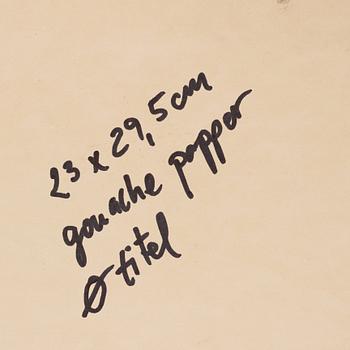 23 x 29,5 cm
gouache papper
Ø titel